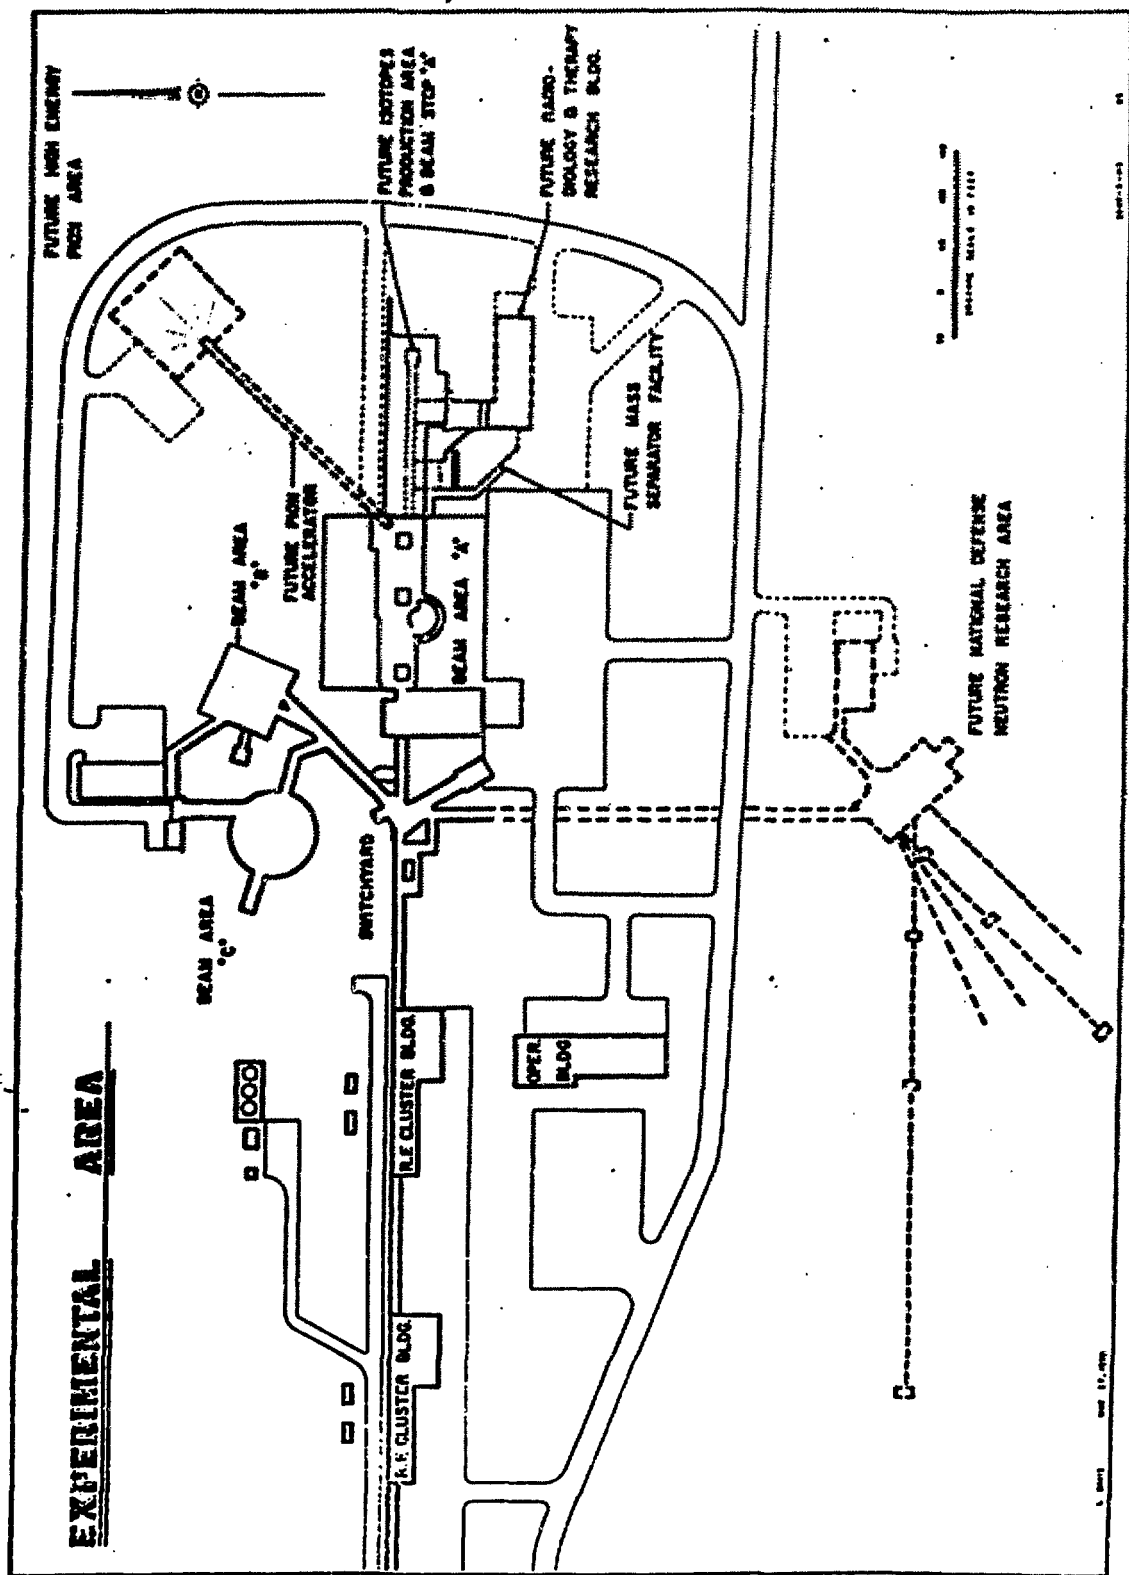 EXPERIMENTAL AREA
FUTURE HIGH ENERGY
PION AREA
FUTURE ISOTOPES
PRODUCTION AREA
& BEAM STOP "A"
FUTURE RADIO-
BIOLOGY & THERAPY
RESEARCH BLDG.
BEAM AREA
"B"
FUTURE PION
ACCELERATOR
BEAM AREA "A"
FUTURE MASS
SEPARATOR FACILITY
BEAM AREA
"C"
SWITCHYARD
R.F. CLUSTER BLDG.
OPER.
BLDG
R.F. CLUSTER BLDG.
FUTURE NATIONAL DEFENSE
NEUTRON RESEARCH AREA